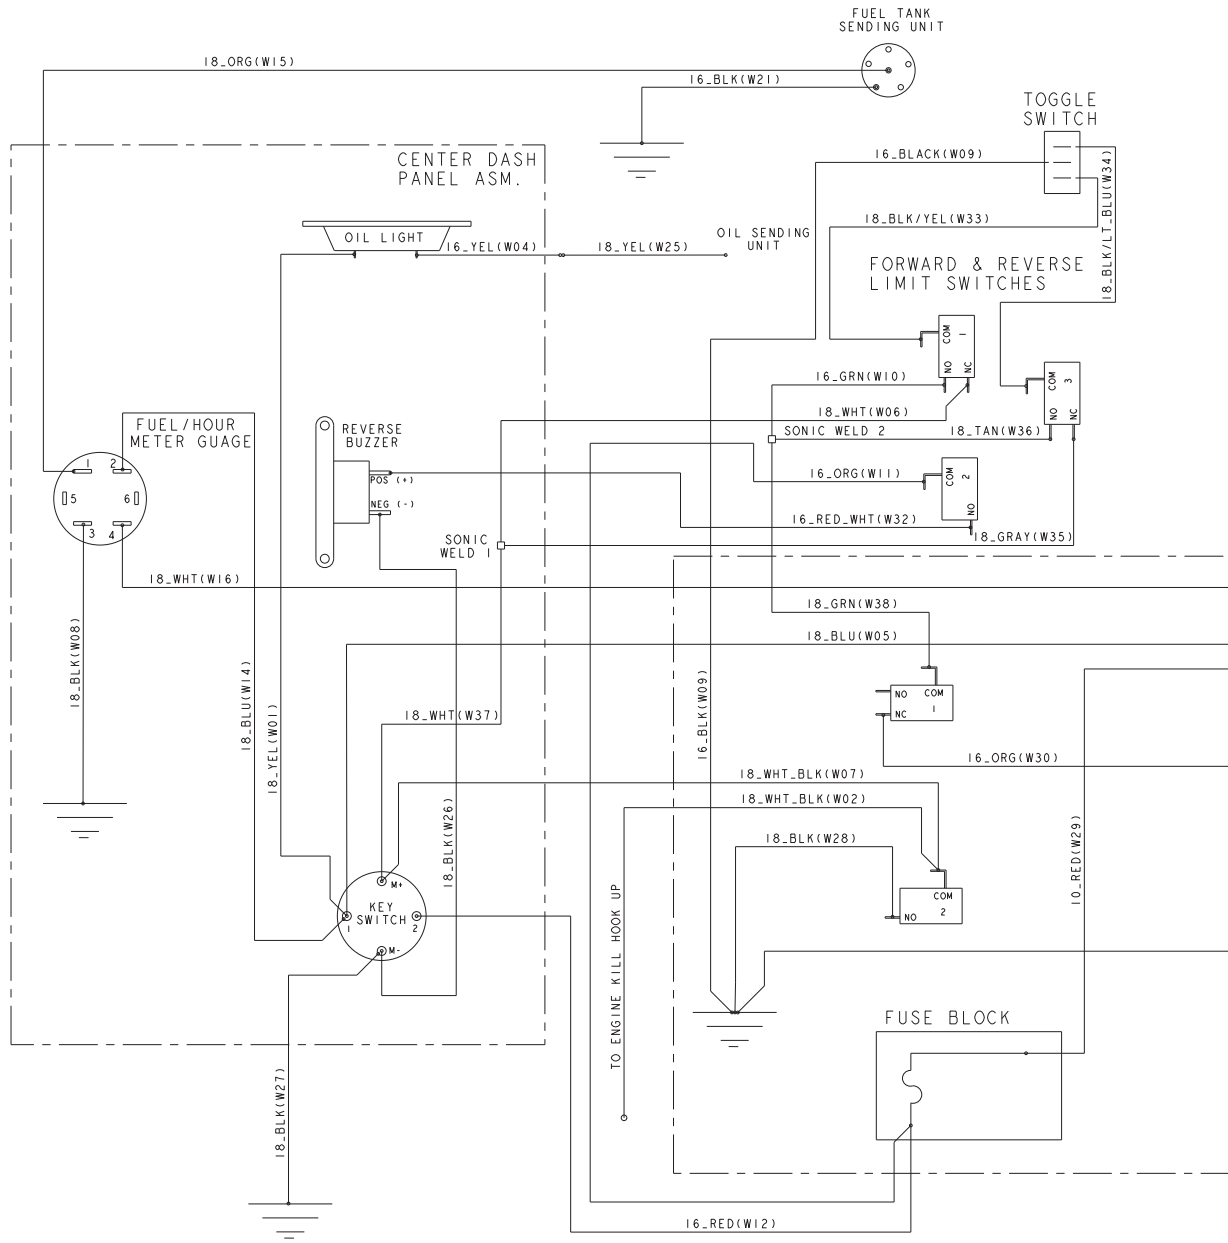 FUEL TANK
SENDING UNIT
18_ORG(W15)
16_BLK(W21)
TOGGLE
SWITCH
CENTER DASH
PANEL ASM.
16_BLACK(W09)
18_BLK/LT_BLU(W34)
18_BLK/YEL(W33)
OIL LIGHT
16_YEL(W04)
18_YEL(W25)
OIL SENDING
UNIT
FORWARD & REVERSE
LIMIT SWITCHES
COM
1
NO
NC
16_GRN(W10)
COM
3
NO
NC
18_WHT(W06)
SONIC WELD 2
18_TAN(W36)
FUEL/HOUR
METER GUAGE
REVERSE
BUZZER
1
2
5
6
3
4
POS (+)
NEG (-)
16_ORG(W11)
COM
2
NO
16_RED_WHT(W32)
18_GRAY(W35)
SONIC
WELD 1
18_WHT(W16)
18_GRN(W38)
18_BLU(W05)
18_BLK(W08)
18_BLU(W14)
18_YEL(W01)
18_WHT(W37)
16_BLK(W09)
NO
COM
NC
1
16_ORG(W30)
18_WHT_BLK(W07)
18_WHT_BLK(W02)
18_BLK(W28)
18_BLK(W26)
10_RED(W29)
M+
KEY
SWITCH
1
2
M-
COM
NO
2
TO ENGINE KILL HOOK UP
FUSE BLOCK
18_BLK(W27)
16_RED(W12)